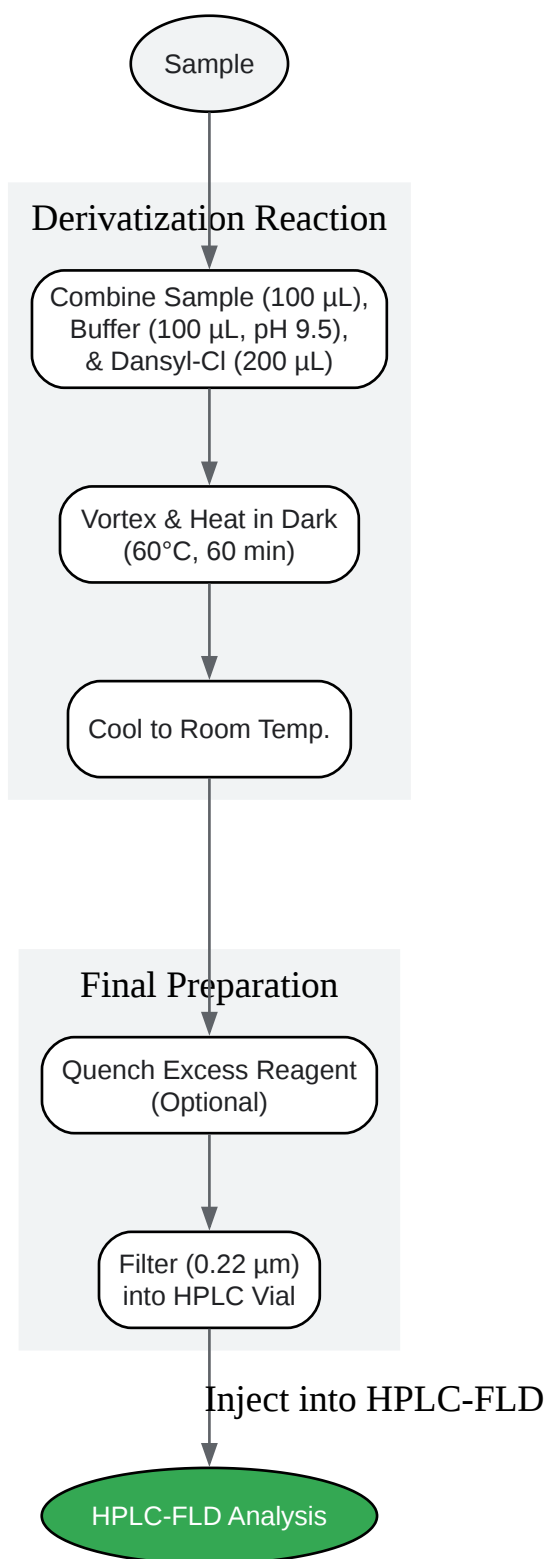 Sample
Derivatization Reaction
Combine Sample (100 µL),
Buffer (100 µL, pH 9.5),
& Dansyl-Cl (200 µL)
Vortex & Heat in Dark
(60°C, 60 min)
Cool to Room Temp.
Final Preparation
Quench Excess Reagent
(Optional)
Filter (0.22 µm)
into HPLC Vial
Inject into HPLC-FLD
HPLC-FLD Analysis